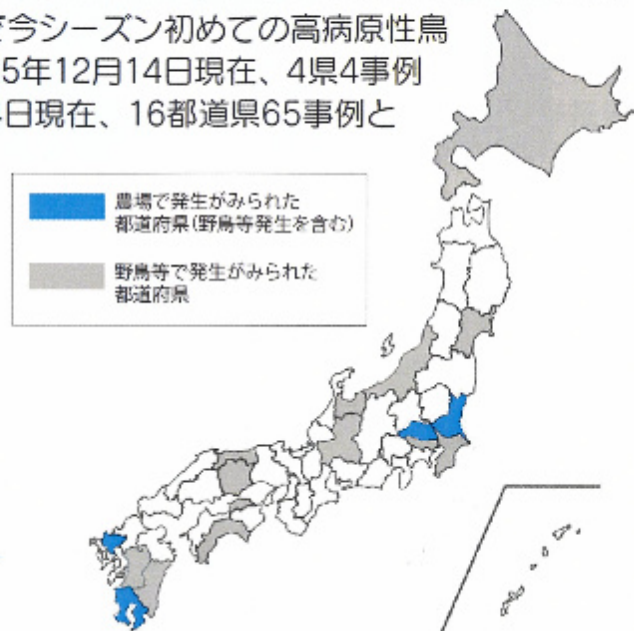 で今シーズン初めての高病原性鳥
5年12月14日現在、4県4事例
日現在、16都道県65事例と
農場で発生がみられた
都道府県(野鳥等発生を含む)
野鳥等で発生がみられた
都道府県